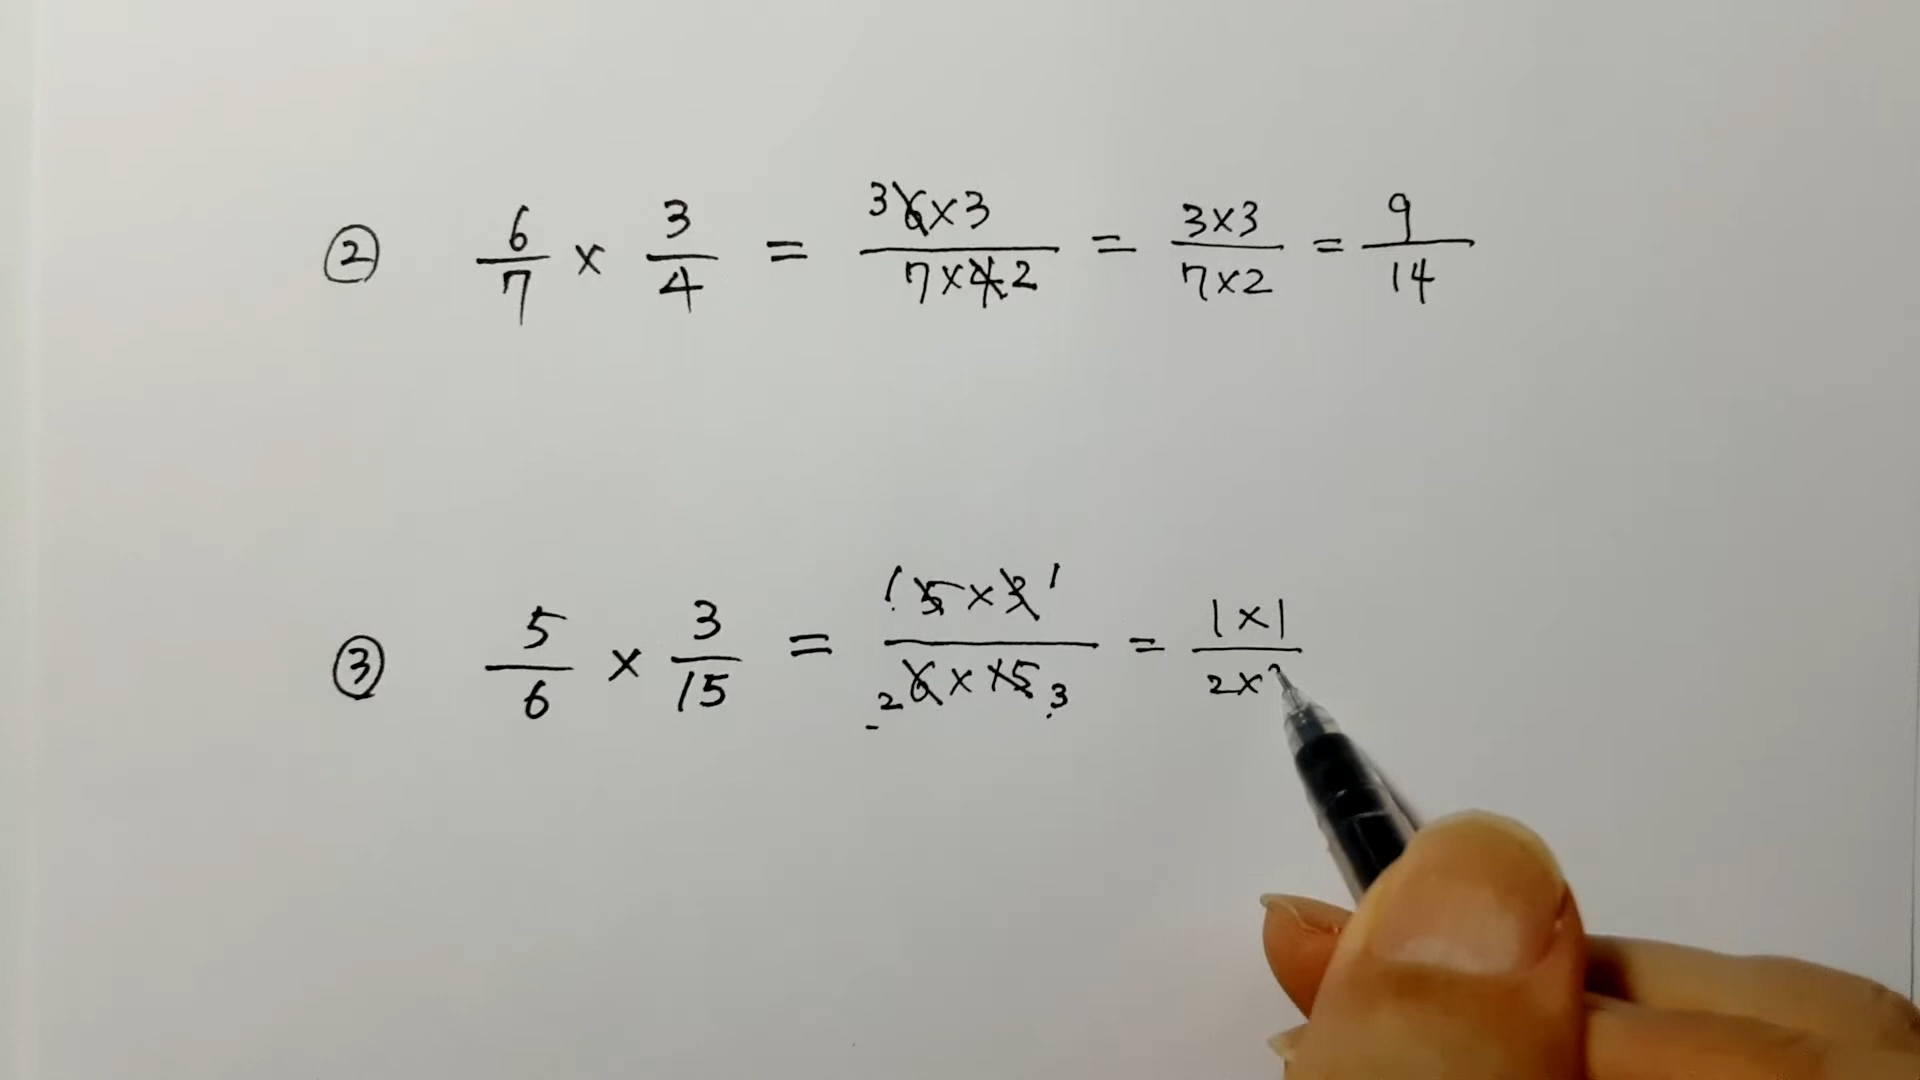 ② 6/7 × 3/4 = 3 6×3 / 7×4 2 = 3×3 / 7×2 = 9/14
③ 5/6 × 3/15 = 1 5×3 1 / 2 6×15 3 = 1×1 / 2×